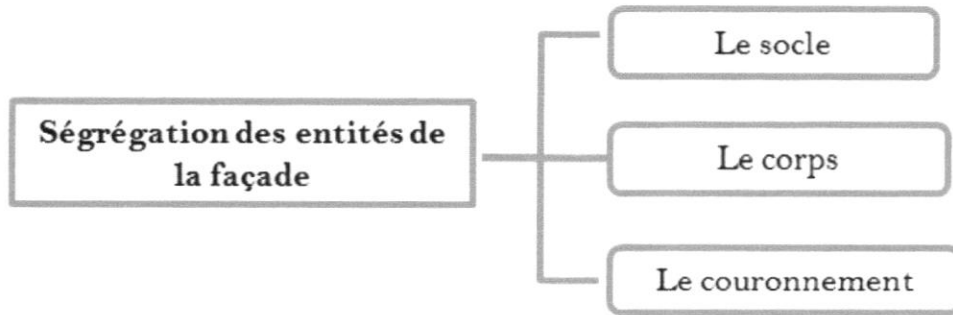 Ségrégation des entités de
la façade
Le socle
Le corps
Le couronnement